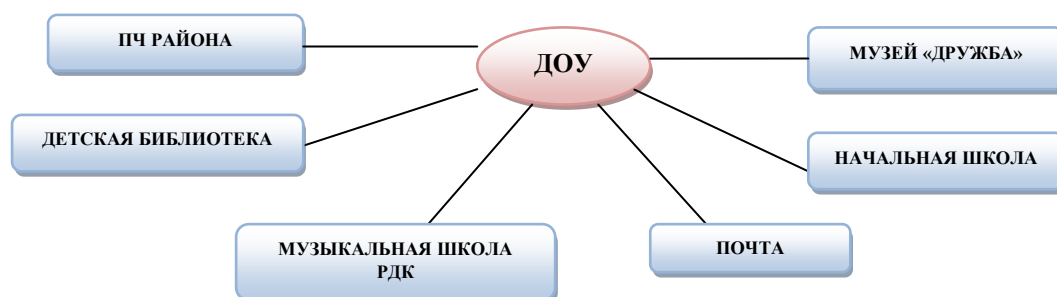 ПЧ РАЙОНА
ДОУ
МУЗЕЙ «ДРУЖБА»
ДЕТСКАЯ БИБЛИОТЕКА
НАЧАЛЬНАЯ ШКОЛА
МУЗЫКАЛЬНАЯ ШКОЛА
РДК
ПОЧТА